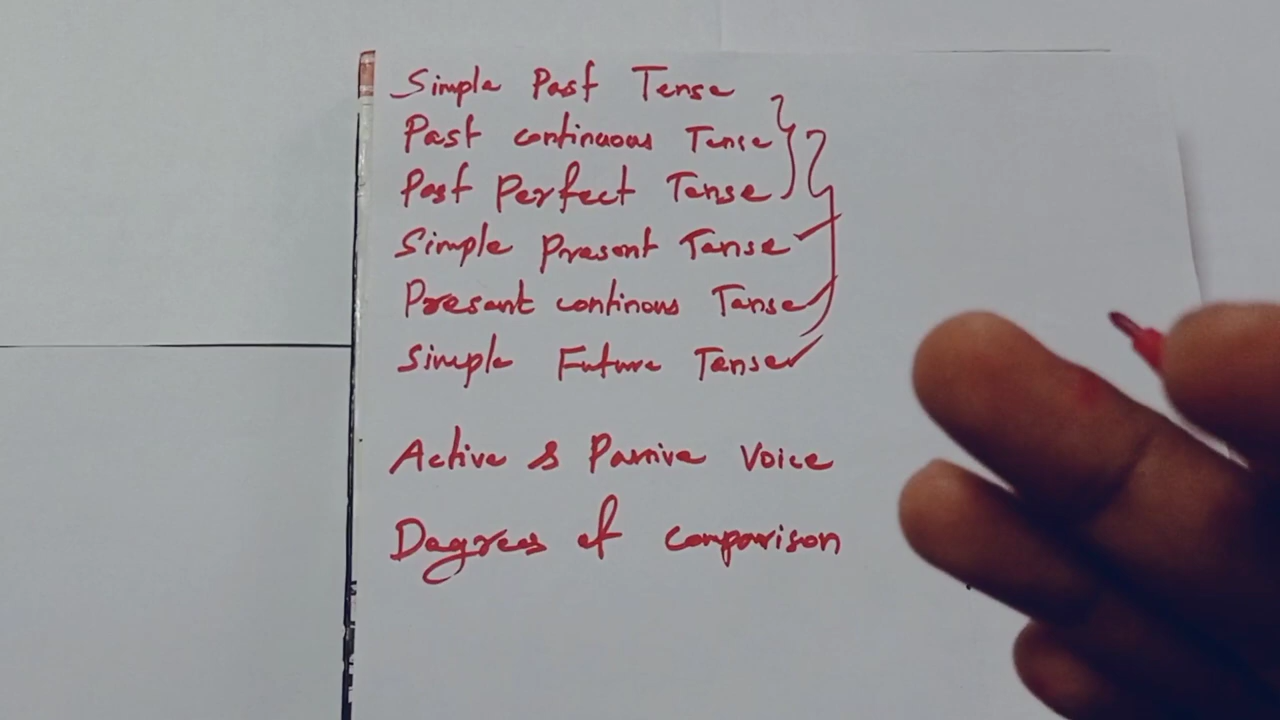 Simple Past Tense
Past continuous Tense
Past Perfect Tense
Simple Present Tense
Present continous Tense
Simple Future Tense
Active & Passive Voice
Degrees of comparison